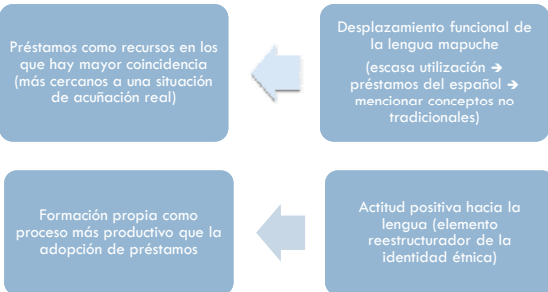 Préstamos como recursos en los
que hay mayor coincidencia
(más cercanos a una situación
de acuñación real)
Desplazamiento funcional de
la lengua mapuche
(escasa utilización →
préstamos del español →
mencionar conceptos no
tradicionales)
Formación propia como
proceso más productivo que la
adopción de préstamos
Actitud positiva hacia la
lengua (elemento
reestructurador de la
identidad étnica)